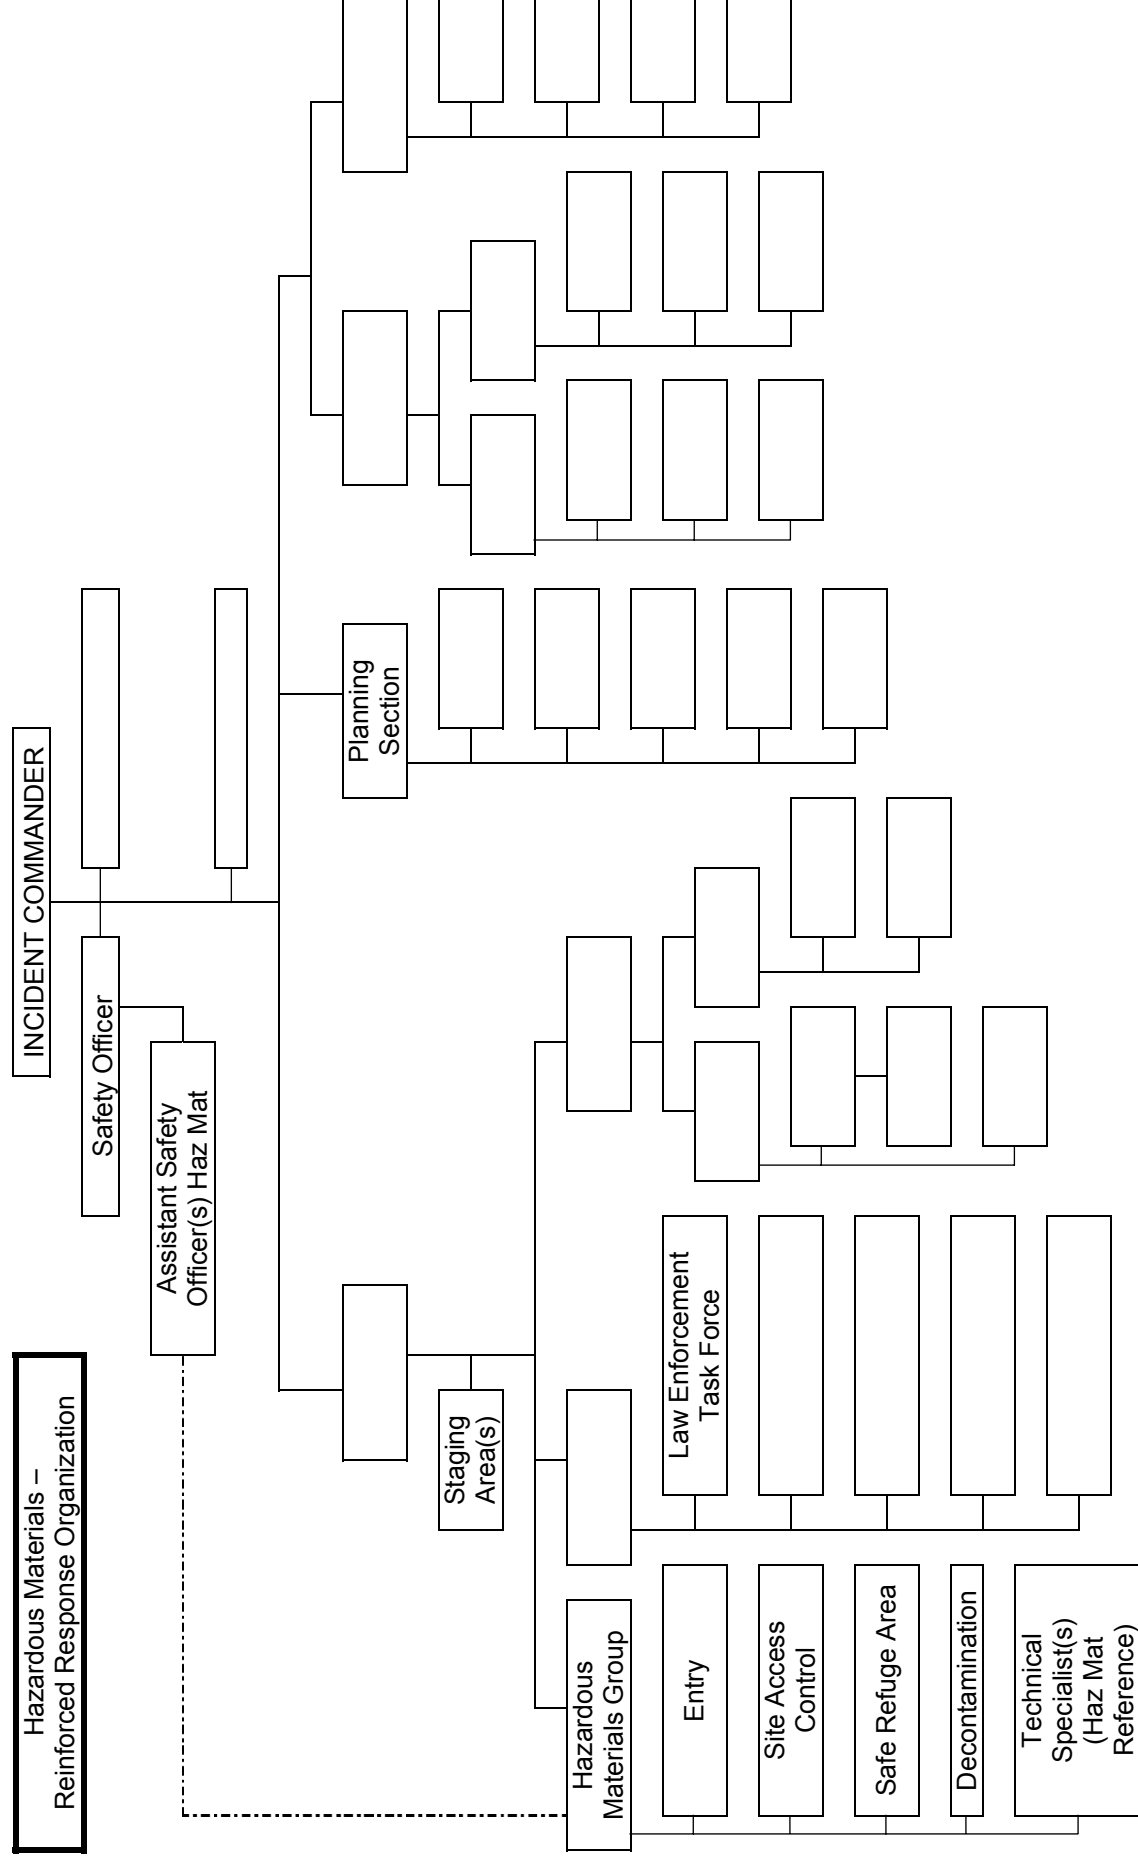 Hazardous Materials –
Reinforced Response Organization
INCIDENT COMMANDER
Safety Officer
Assistant Safety
Officer(s) Haz Mat
Planning
Section
Staging
Area(s)
Hazardous
Materials Group
Entry
Site Access
Control
Safe Refuge Area
Decontamination
Technical
Specialist(s)
(Haz Mat
Reference)
Law Enforcement
Task Force